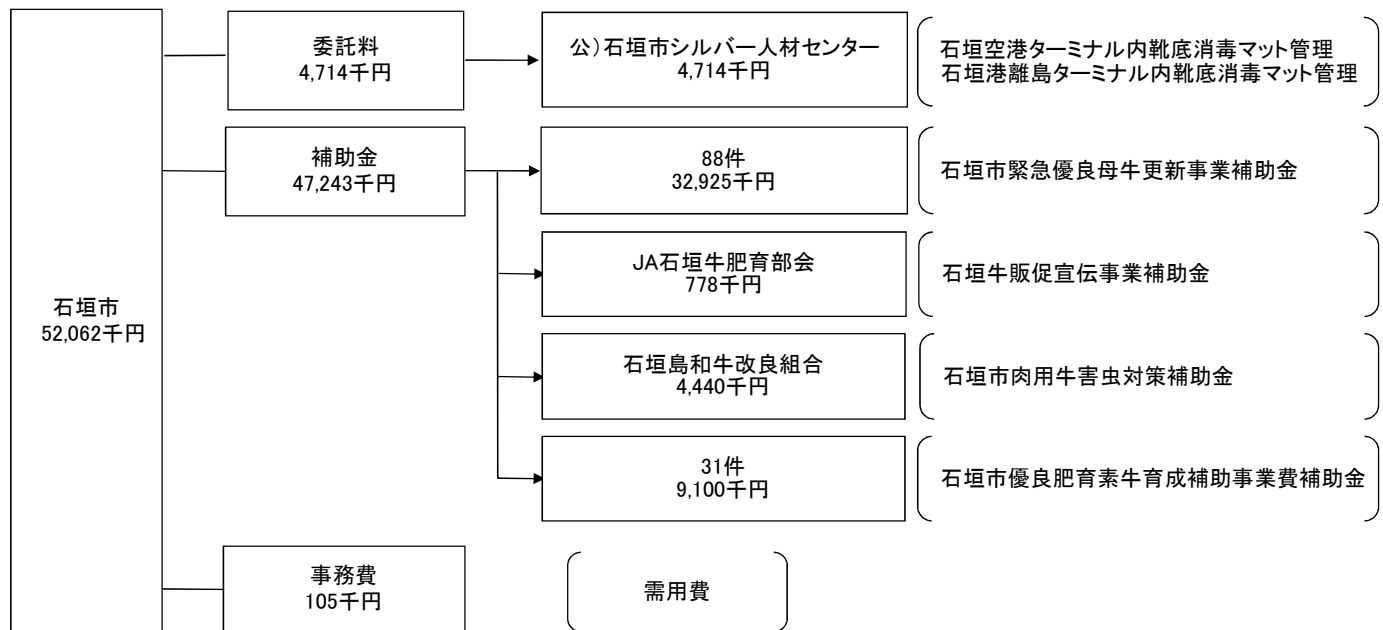 石垣市
52,062千円
委託料
4,714千円
公)石垣市シルバー人材センター
4,714千円
石垣空港ターミナル内靴底消毒マット管理
石垣港離島ターミナル内靴底消毒マット管理
補助金
47,243千円
88件
32,925千円
石垣市緊急優良母牛更新事業補助金
JA石垣牛肥育部会
778千円
石垣牛販促宣伝事業補助金
石垣島和牛改良組合
4,440千円
石垣市肉用牛害虫対策補助金
31件
9,100千円
石垣市優良肥育素牛育成補助事業費補助金
事務費
105千円
需用費